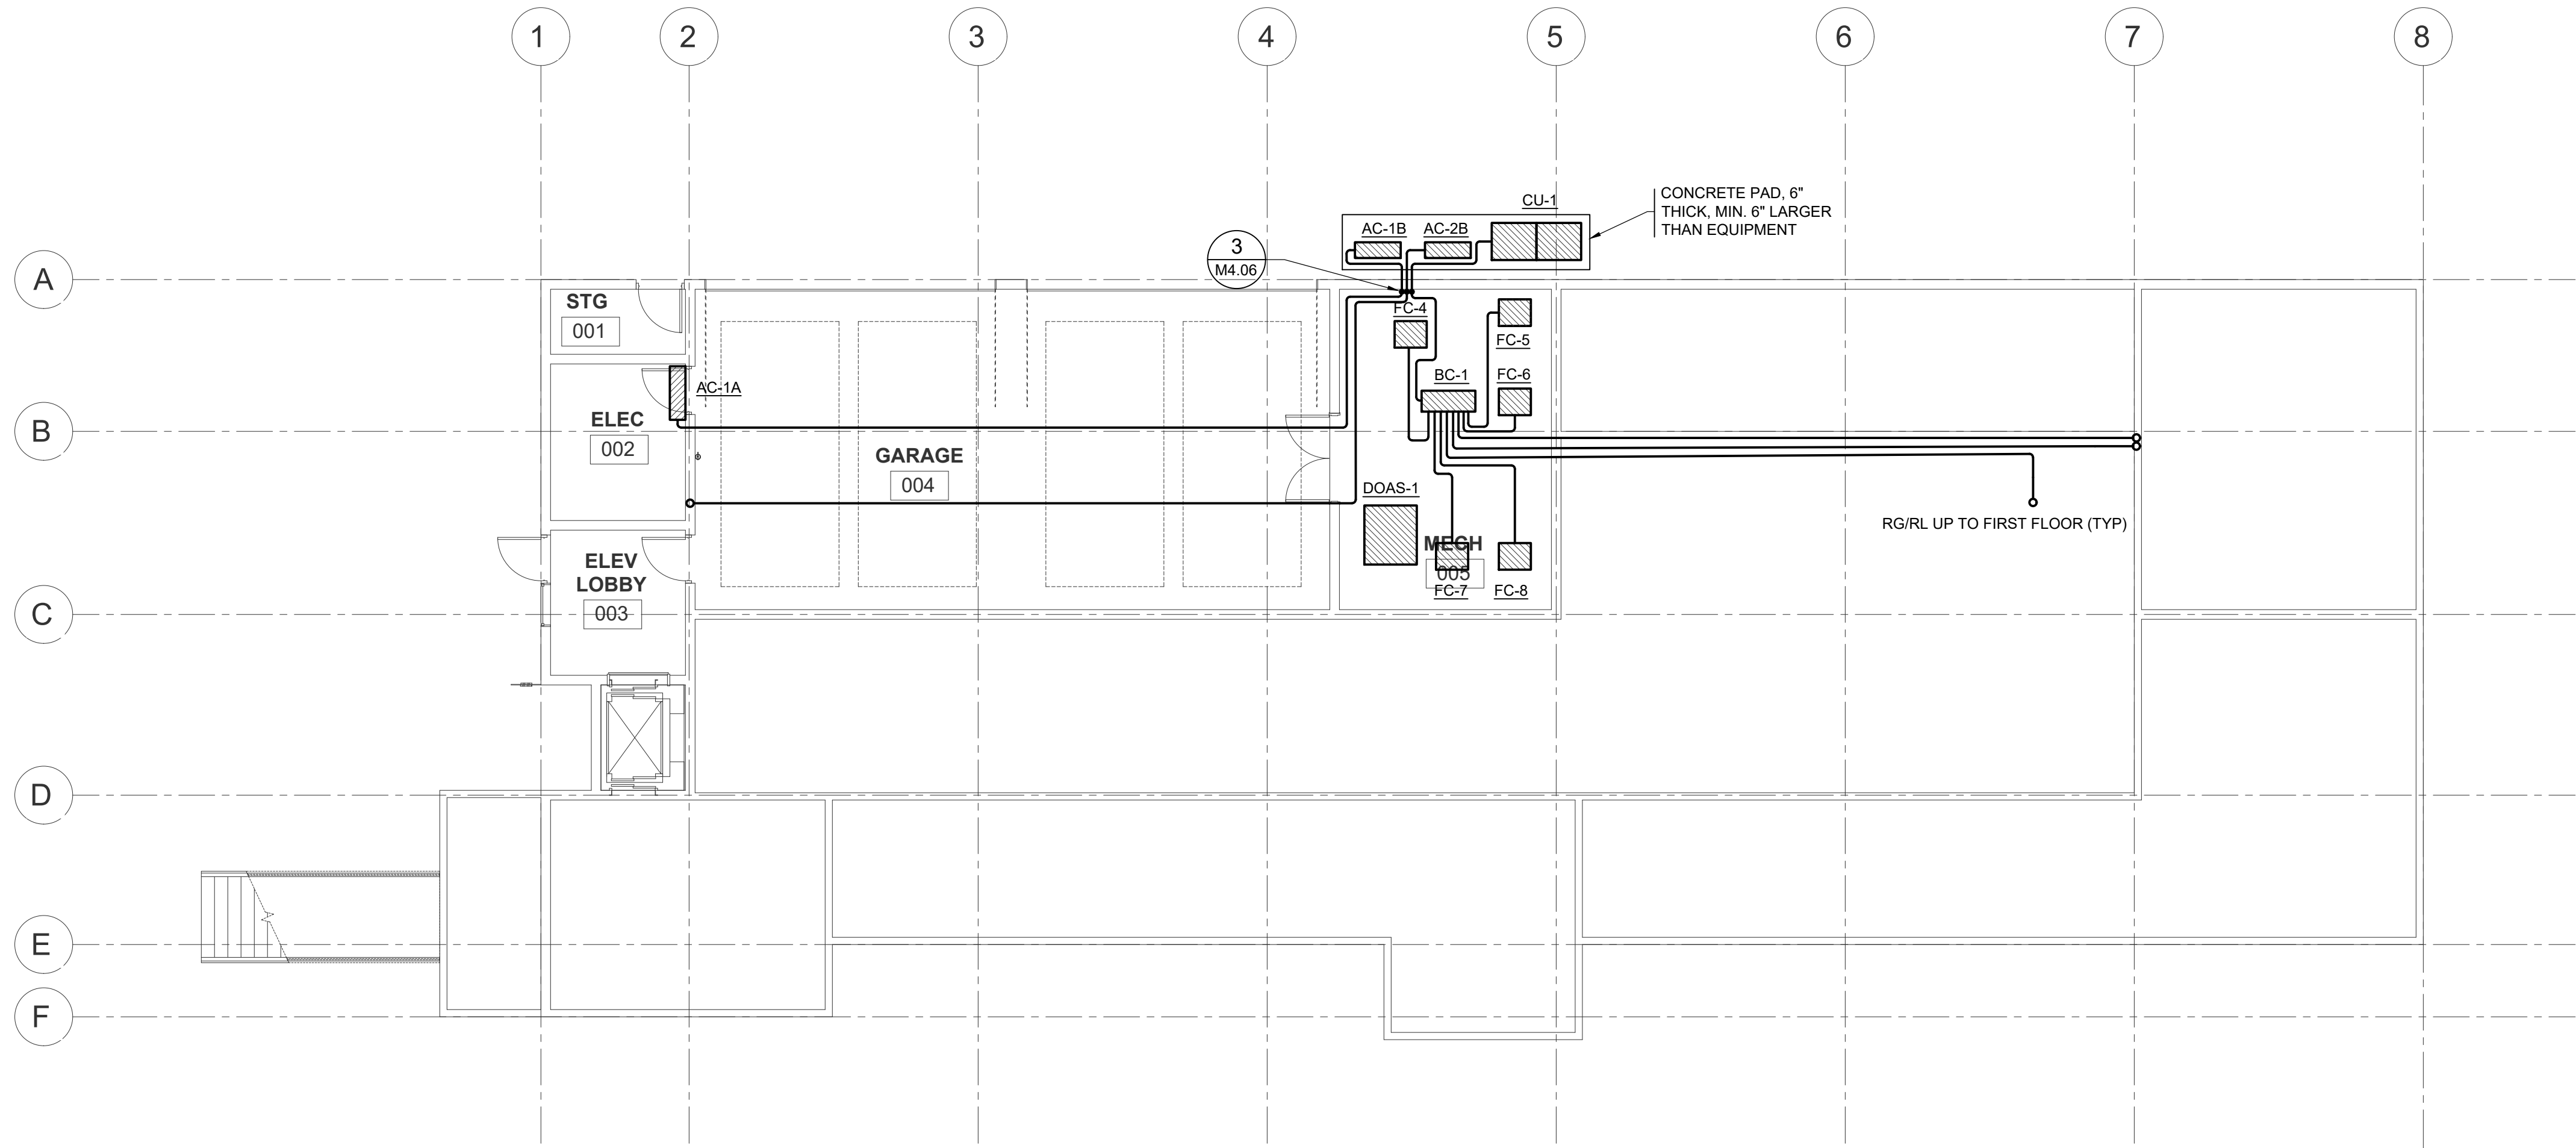 1
2
3
4
5
6
7
8
CONCRETE PAD, 6"
THICK, MIN. 6" LARGER
THAN EQUIPMENT
CU-1
AC-1B
AC-2B
3
M4.06
A
STG
001
FC-4
FC-5
AC-1A
BC-1
FC-6
ELEC
002
B
GARAGE
004
DOAS-1
RG/RL UP TO FIRST FLOOR (TYP)
MECH
005
FC-7
FC-8
ELEV
LOBBY
003
C
D
E
F